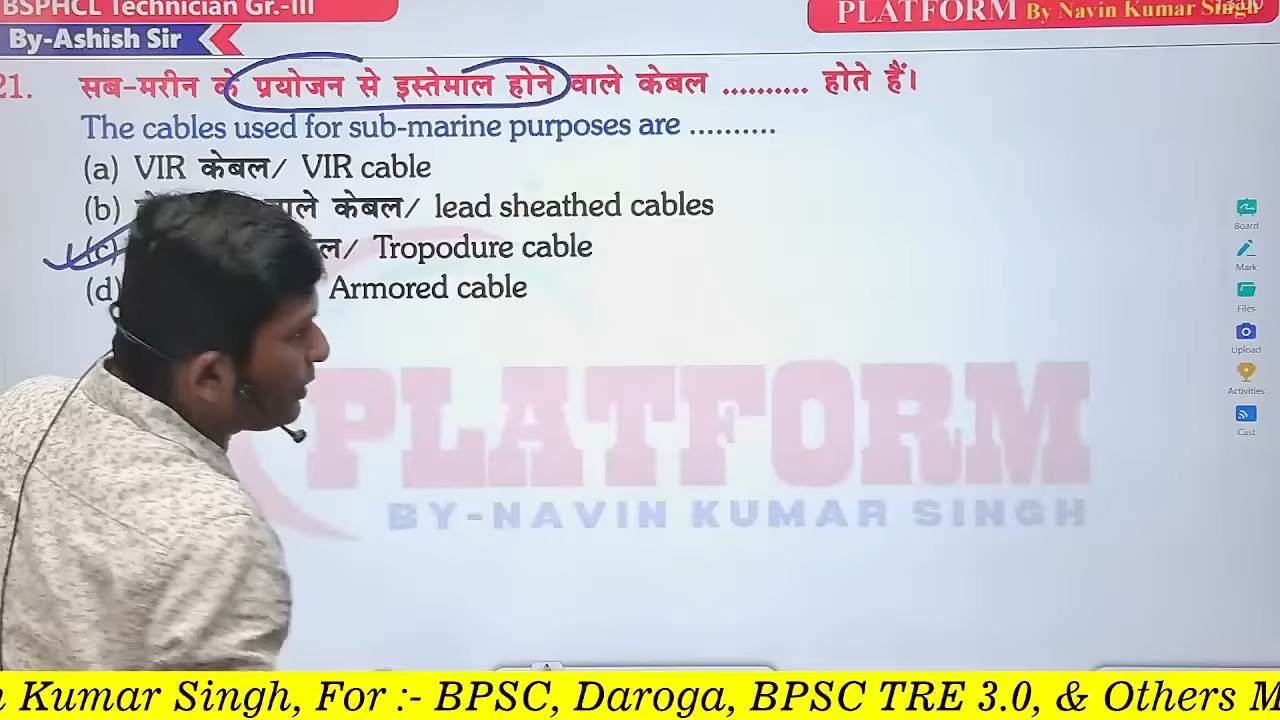 BSPHCL Technician Gr.-III
PLATFORM By Navin Kumar Singh
By-Ashish Sir
21. सब-मरीन के प्रयोजन से इस्तेमाल होने वाले केबल .......... होते हैं।
The cables used for sub-marine purposes are ..........
(a) VIR केबल/ VIR cable
(b) वाले केबल/ lead sheathed cables
(c) / Tropodure cable
(d) Armored cable
Board
Mark
Files
Upload
Activities
Cast
PLATFORM
BY-NAVIN KUMAR SINGH
Kumar Singh, For :- BPSC, Daroga, BPSC TRE 3.0, & Others